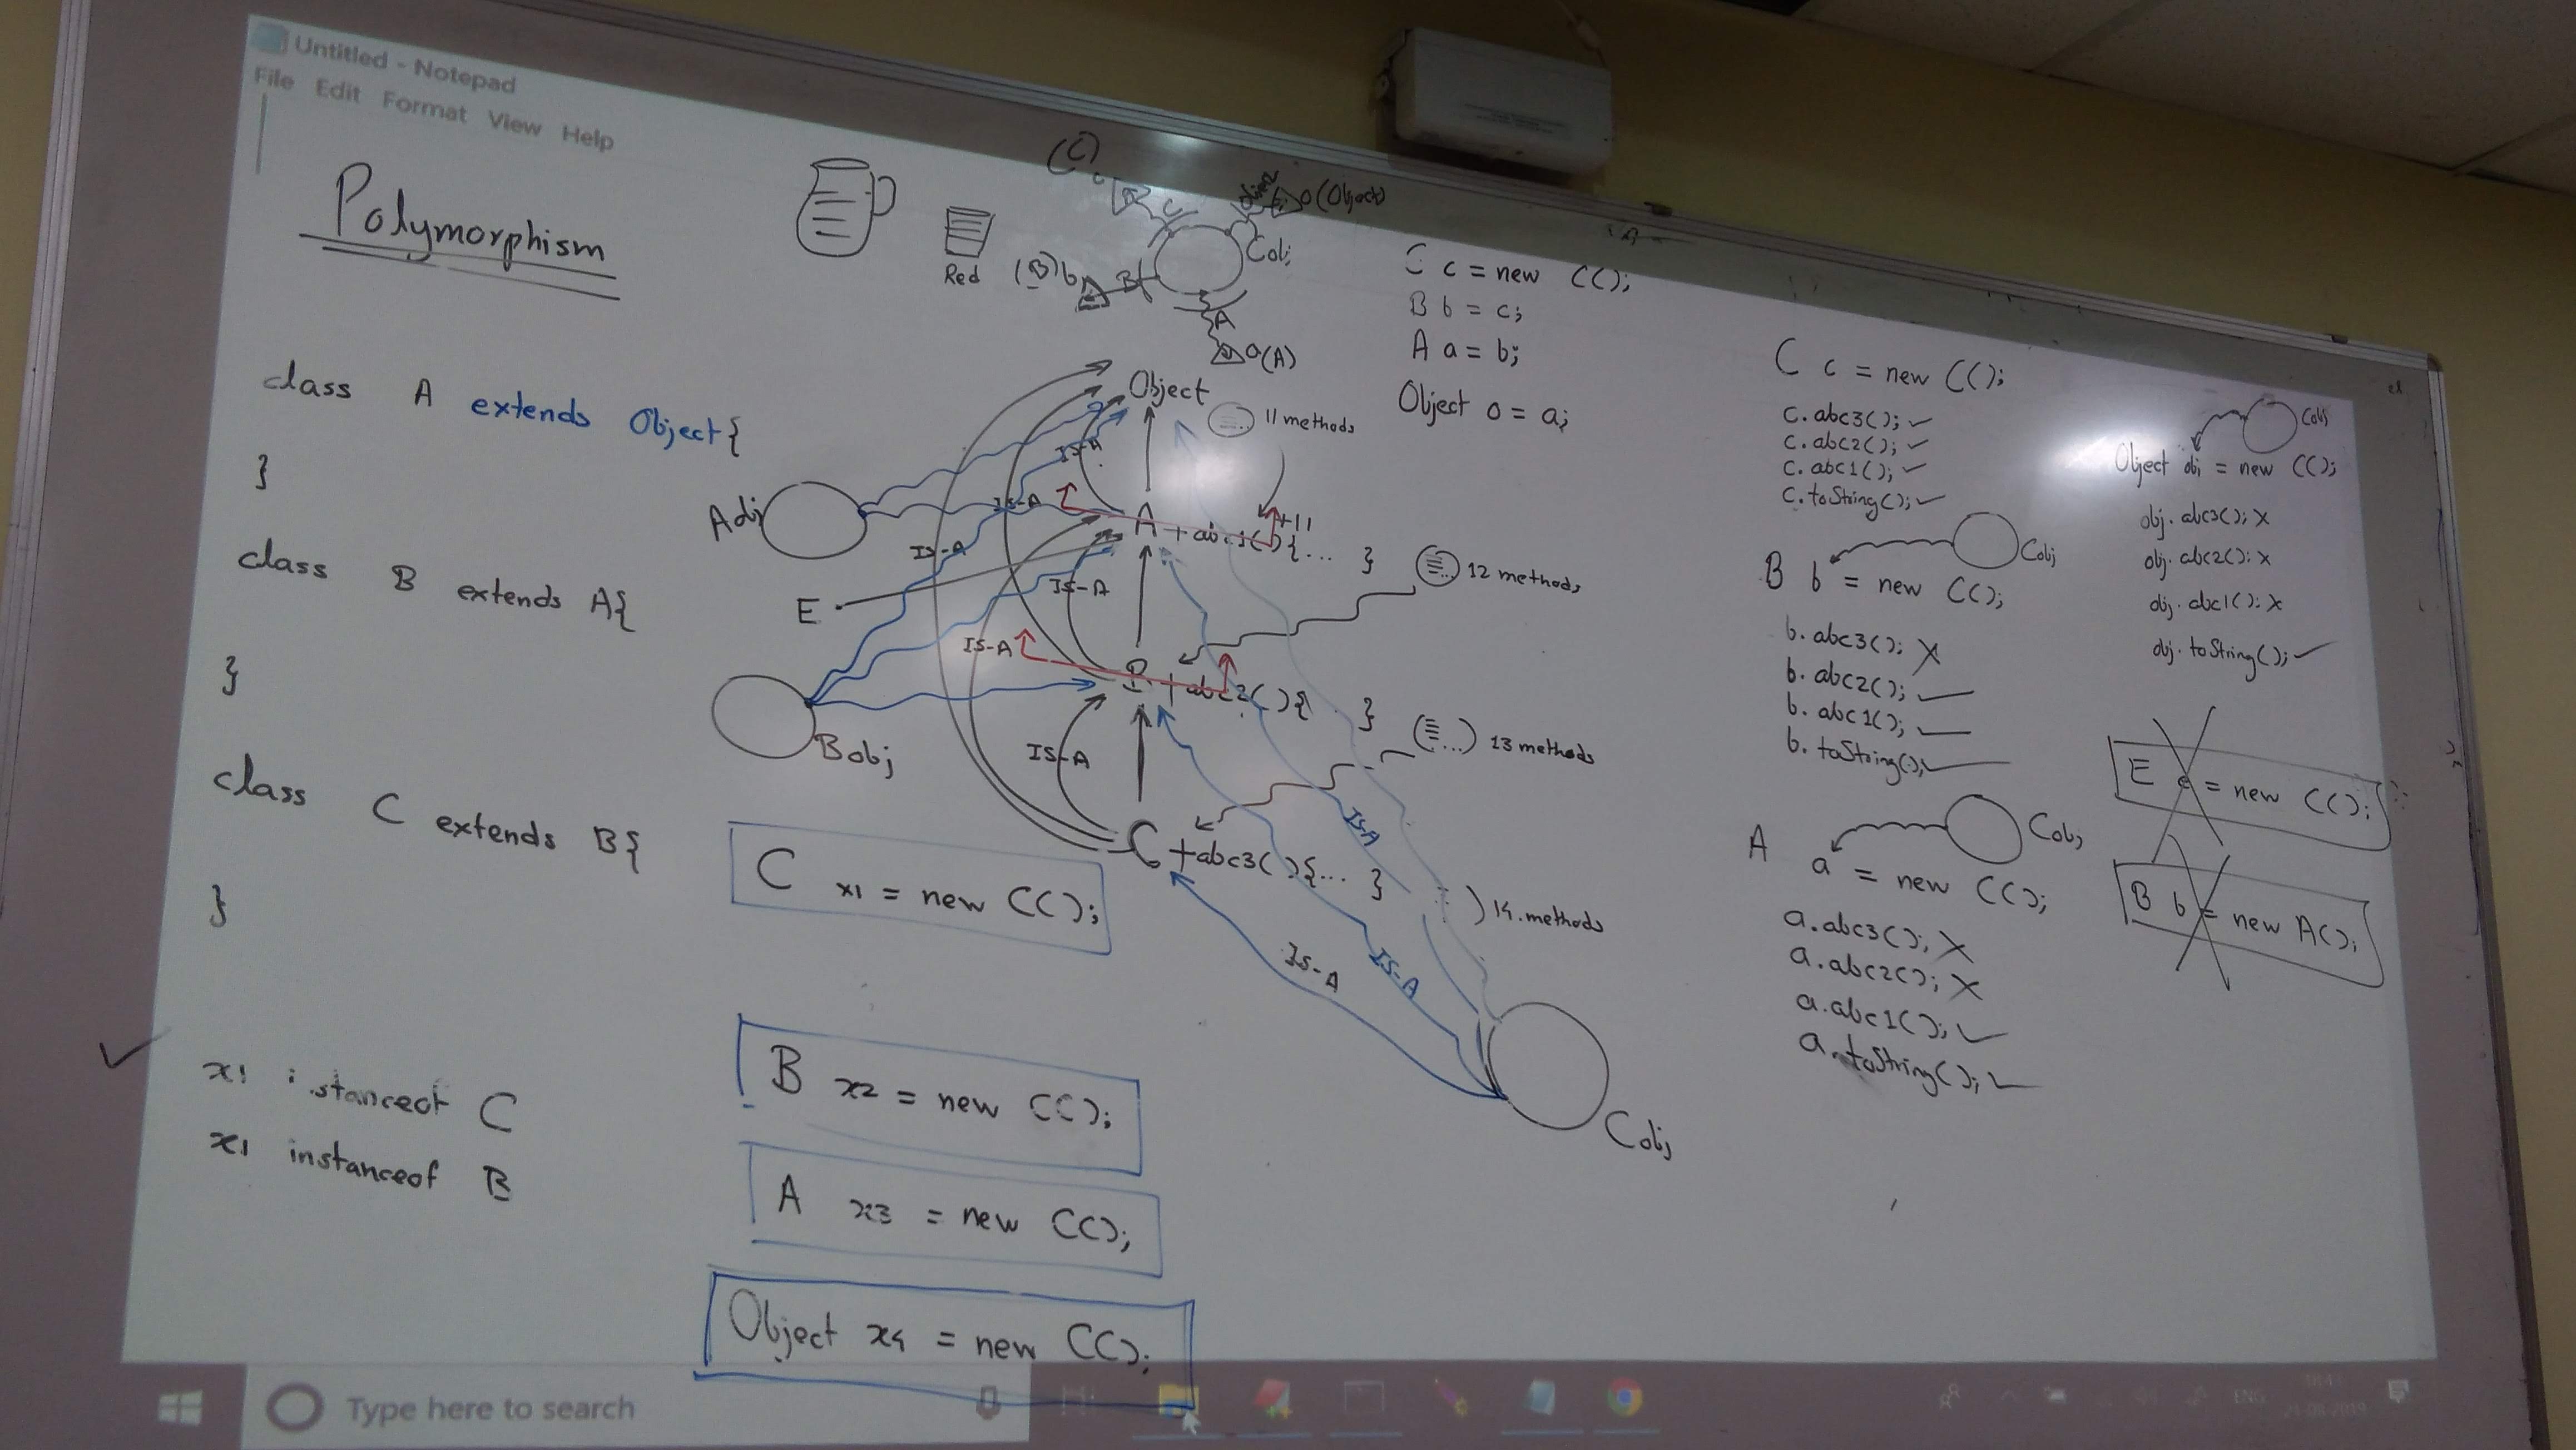 Untitled - Notepad
File Edit Format View Help
Polymorphism
Red
(C)
c
C
o(Object)
Cobj
(B)b
B
A
a(A)
class A extends Object{
}
class B extends A{
}
class C extends B{
}
x1 instanceof C
x1 instanceof B
Object
11 methods
IS-A
IS-A
Aobj
A +abc1(){... }
+11
IS-A
12 methods
E
IS-A
IS-A
B +abc2(){ . }
Bobj
IS-A
13 methods
C +abc3(){... }
IS-A
14 methods
IS-A
IS-A
Cobj
C x1 = new C();
B x2 = new C();
A x3 = new C();
Object x4 = new C();
C c = new C();
B b = c;
A a = b;
Object o = a;
C c = new C();
c.abc3(); ✓
c.abc2(); ✓
c.abc1(); ✓
c.toString(); ✓
Cobj
B b = new C();
b.abc3(); X
b.abc2(); ✓
b.abc1(); ✓
b.toString(); ✓
Cobj
A a = new C();
a.abc3(); X
a.abc2(); X
a.abc1(); ✓
a.toString(); ✓
Cobj
Object obj = new C();
obj.abc3(); X
obj.abc2(); X
obj.abc1(); X
obj.toString(); ✓
E e = new C();
B b = new A();
Type here to search
ENG
21-08-2019